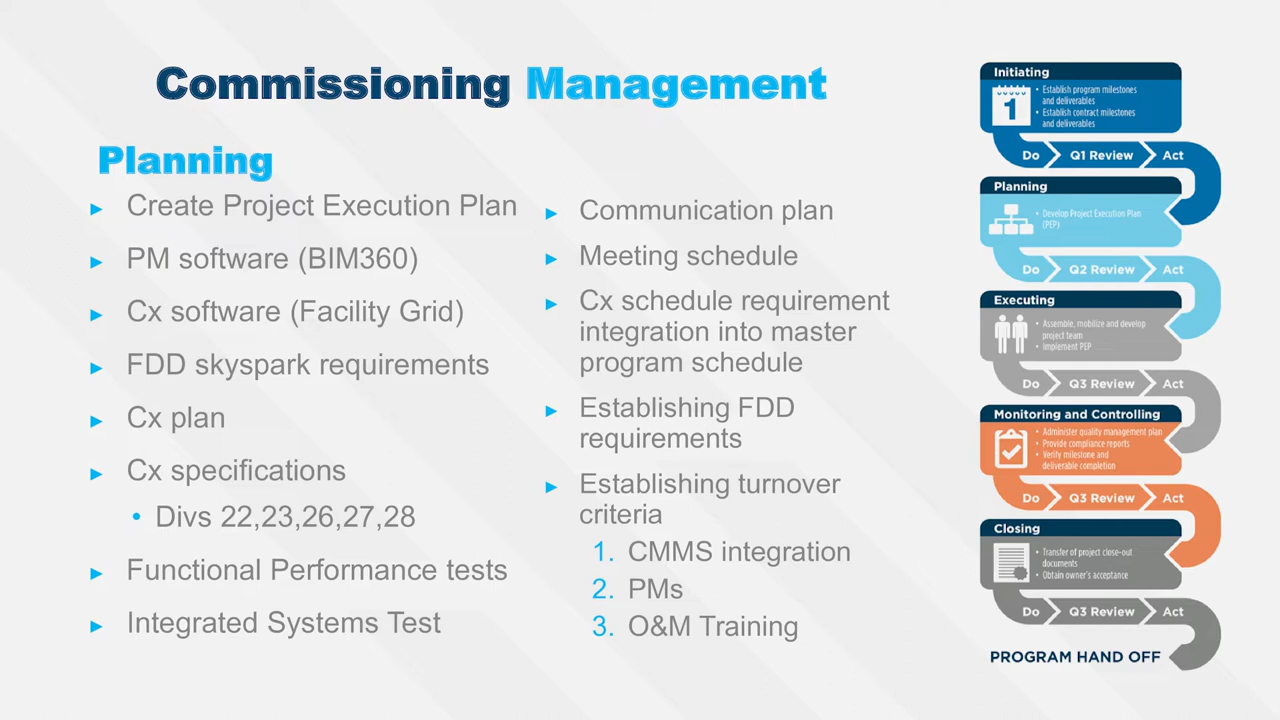 Commissioning Management
Planning
Create Project Execution Plan
PM software (BIM360)
Cx software (Facility Grid)
FDD skyspark requirements
Cx plan
Cx specifications
• Divs 22,23,26,27,28
Functional Performance tests
Integrated Systems Test
Communication plan
Meeting schedule
Cx schedule requirement
integration into master
program schedule
Establishing FDD
requirements
Establishing turnover
criteria
1. CMMS integration
2. PMs
3. O&M Training
Initiating
1
• Establish program milestones
and deliverables
• Establish contract milestones
and deliverables
Do Q1 Review Act
Planning
• Develop Project Execution Plan
(PEP)
Do Q2 Review Act
Executing
• Assemble, mobilize and develop
project team
• Implement PEP
Do Q3 Review Act
Monitoring and Controlling
• Administer quality management plan
• Provide compliance reports
• Verify milestone and
deliverable completion
Do Q3 Review Act
Closing
• Transfer of project close-out
documents
• Obtain owner's acceptance
Do Q3 Review Act
PROGRAM HAND OFF